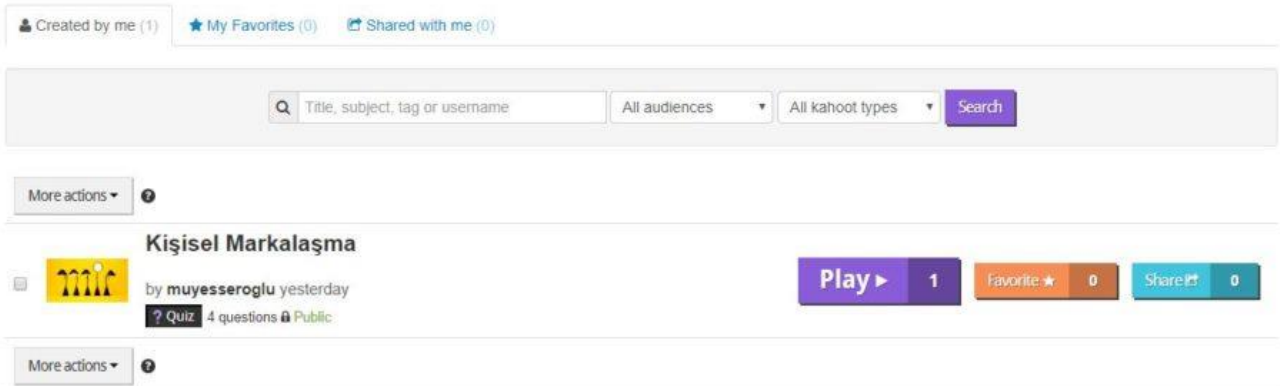 Created by me (1) My Favorites (0) Shared with me (0)
Title, subject, tag or username All audiences All kahoot types Search
More actions
Kişisel Markalaşma
by muyesseroglu yesterday
? Quiz 4 questions Public
Play 1 Favorite 0 Share 0
More actions